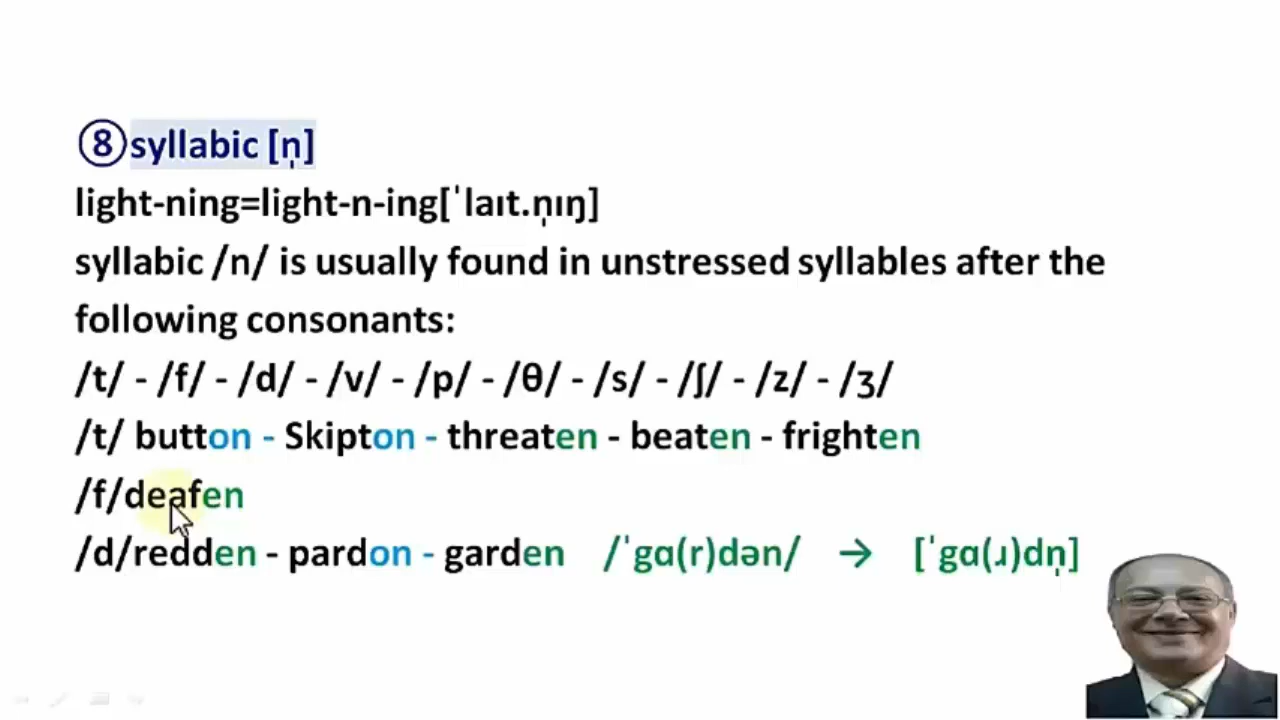 ⑧syllabic [n̩]
light-ning=light-n-ing[ˈlaɪt.n̩ɪŋ]
syllabic /n/ is usually found in unstressed syllables after the
following consonants:
/t/ - /f/ - /d/ - /v/ - /p/ - /θ/ - /s/ - /ʃ/ - /z/ - /ʒ/
/t/ button - Skipton - threaten - beaten - frighten
/f/deafen
/d/redden - pardon - garden /ˈgɑ(r)dən/ → [ˈgɑ(ɹ)dn̩]